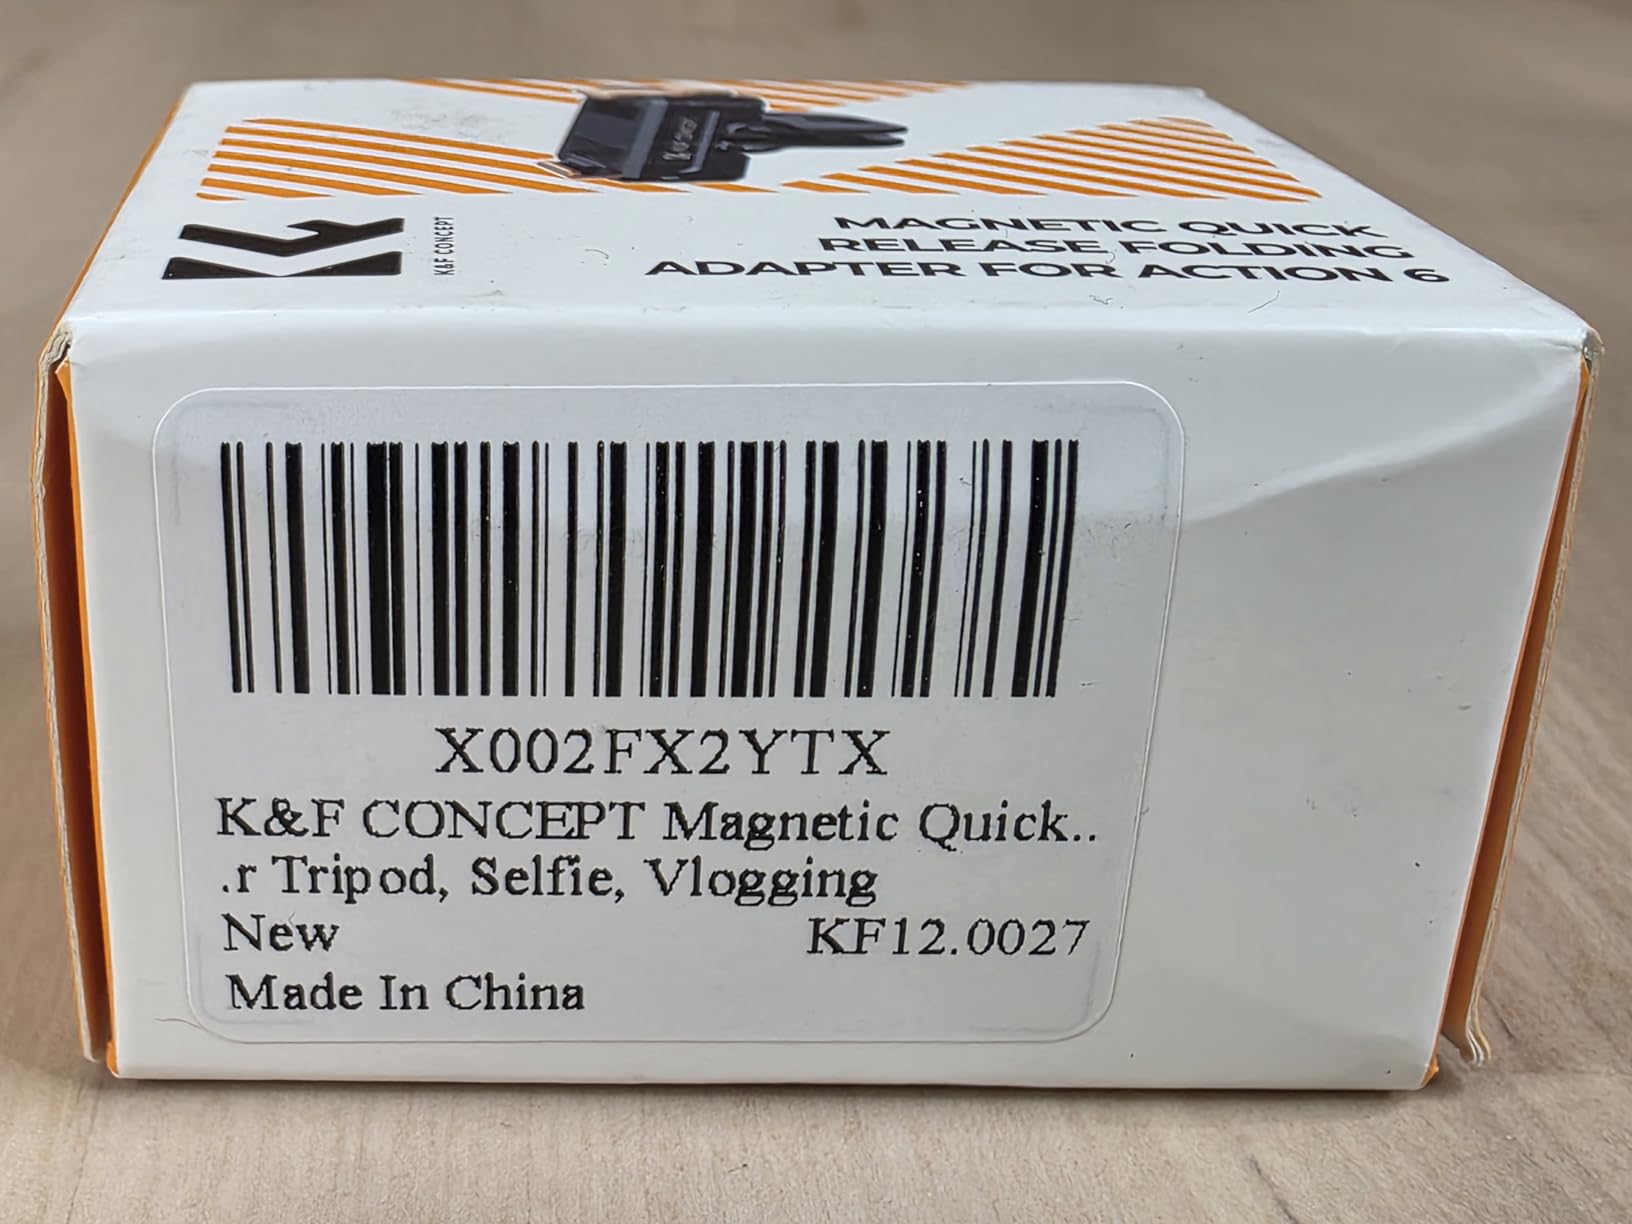 K&F CONCEPT
MAGNETIC QUICK
RELEASE FOLDING
ADAPTER FOR ACTION 6
X002FX2YTX
K&F CONCEPT Magnetic Quick..
.r Tripod, Selfie, Vlogging
New KF12.0027
Made In China